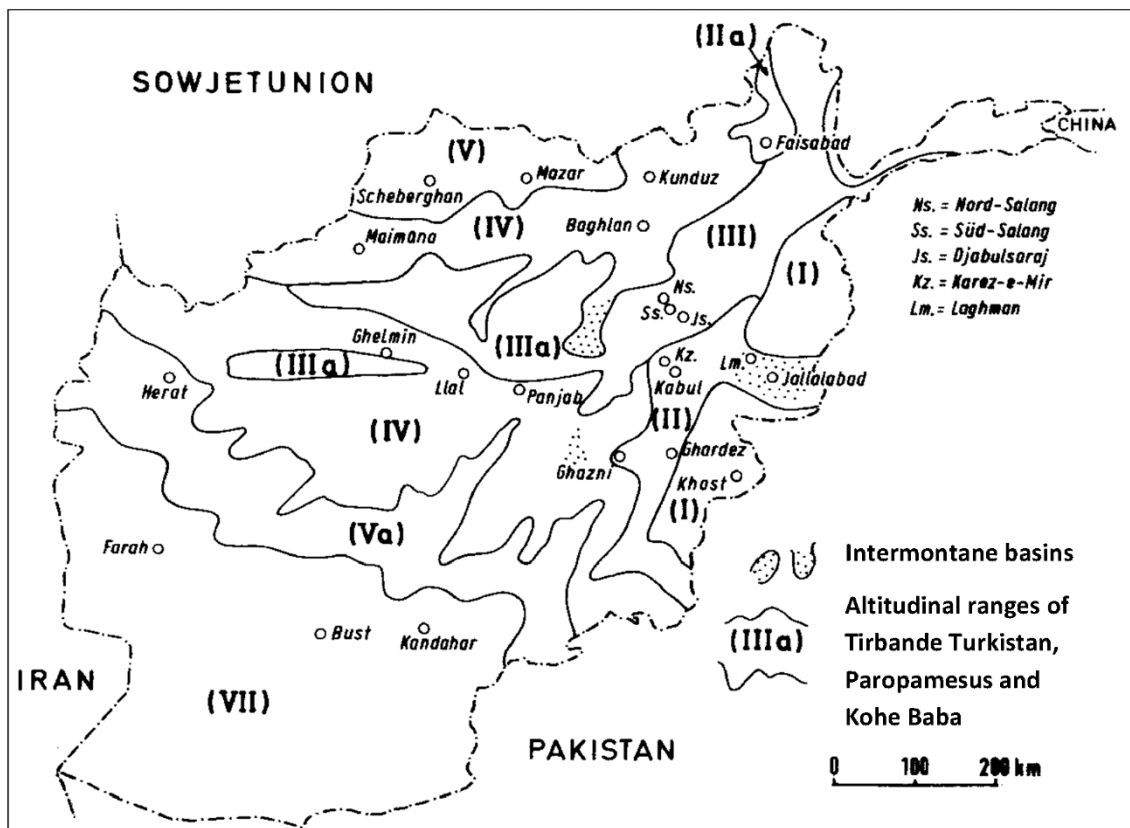 (IIa)
SOWJETUNION
CHINA
Faisabad
(V)
Mazar
Kunduz
Scheberghan
Ns. = Nord-Salang
Ss. = Süd-Salang
Js. = Djabulsaraj
Kz. = Karez-e-Mir
Lm. = Laghman
(IV)
Baghlan
(III)
Maimana
(I)
Ns.
Ss.
Js.
Ghelmin
(IIIa)
(IIIa)
Kz.
Lm.
Herat
Llal
Panjab
Kabul
Jallalabad
(II)
(IV)
Ghazni
Ghardez
Khost
(I)
(Va)
Farah
Intermontane basins
Altitudinal ranges of
(IIIa)
Tirbande Turkistan,
Paropamesus and
Kohe Baba
Bust
Kandahar
IRAN
(VII)
PAKISTAN
0 100 200 km